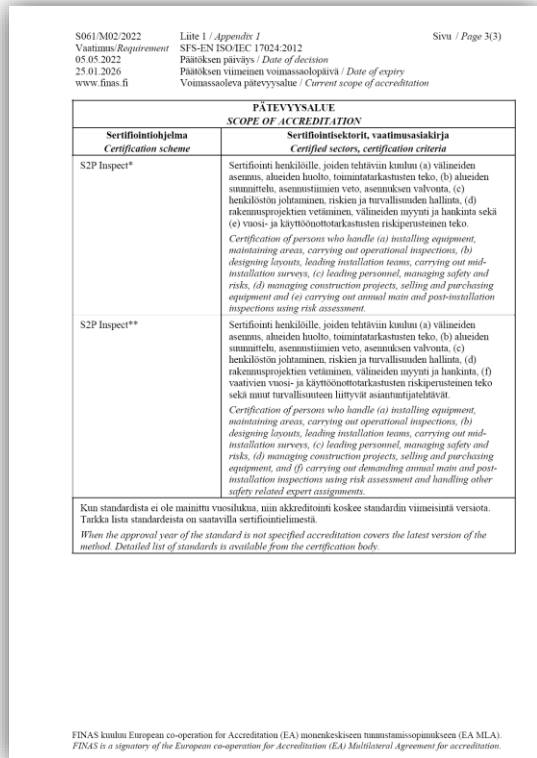 S061/M02/2022 Liite 1 / Appendix 1 Sivu / Page 3(3)
Vaatimus/Requirement SFS-EN ISO/IEC 17024:2012
05.05.2022 Päätöksen päiväys / Date of decision
25.01.2026 Päätöksen viimeinen voimassaolopäivä / Date of expiry
www.finas.fi Voimassaoleva pätevyysalue / Current scope of accreditation
PÄTEVYYSALUE
SCOPE OF ACCREDITATION
Sertifiointiohjelma
Certification scheme
Sertifiointisektorit, vaatimusasiakirja
Certified sectors, certification criteria
S2P Inspect*
Sertifiointi henkilöille, joiden tehtäviin kuuluu (a) välineiden
asennus, alueiden huolto, toimintatarkastusten teko, (b) alueiden
suunnittelu, asennustiimien veto, asennuksen valvonta, (c)
henkilöstön johtaminen, riskien ja turvallisuuden hallinta, (d)
rakennusprojektien vetäminen, välineiden myynti ja hankinta sekä
(e) vuosi- ja käyttöönottotarkastusten riskiperusteinen teko.
Certification of persons who handle (a) installing equipment,
maintaining areas, carrying out operational inspections, (b)
designing layouts, leading installation teams, carrying out mid-
installation surveys, (c) leading personnel, managing safety and
risks, (d) managing construction projects, selling and purchasing
equipment and (e) carrying out annual main and post-installation
inspections using risk assessment.
S2P Inspect**
Sertifiointi henkilöille, joiden tehtäviin kuuluu (a) välineiden
asennus, alueiden huolto, toimintatarkastusten teko, (b) alueiden
suunnittelu, asennustiimien veto, asennuksen valvonta, (c)
henkilöstön johtaminen, riskien ja turvallisuuden hallinta, (d)
rakennusprojektien vetäminen, välineiden myynti ja hankinta, (f)
vaativien vuosi- ja käyttöönottotarkastusten riskiperusteinen teko
sekä muut turvallisuuteen liittyvät asiantuntijatehtävät.
Certification of persons who handle (a) installing equipment,
maintaining areas, carrying out operational inspections, (b)
designing layouts, leading installation teams, carrying out mid-
installation surveys, (c) leading personnel, managing safety and
risks, (d) managing construction projects, selling and purchasing
equipment, and (f) carrying out demanding annual main and post-
installation inspections using risk assessment and handling other
safety related expert assignments.
Kun standardista ei ole mainittu vuosilukua, niin akkreditointi koskee standardin viimeisintä versiota.
Tarkka lista standardeista on saatavilla sertifiointielimestä.
When the approval year of the standard is not specified accreditation covers the latest version of the
method. Detailed list of standards is available from the certification body.
FINAS kuuluu European co-operation for Accreditation (EA) monenkeskiseen tunnustamissopimukseen (EA MLA).
FINAS is a signatory of the European co-operation for Accreditation (EA) Multilateral Agreement for accreditation.